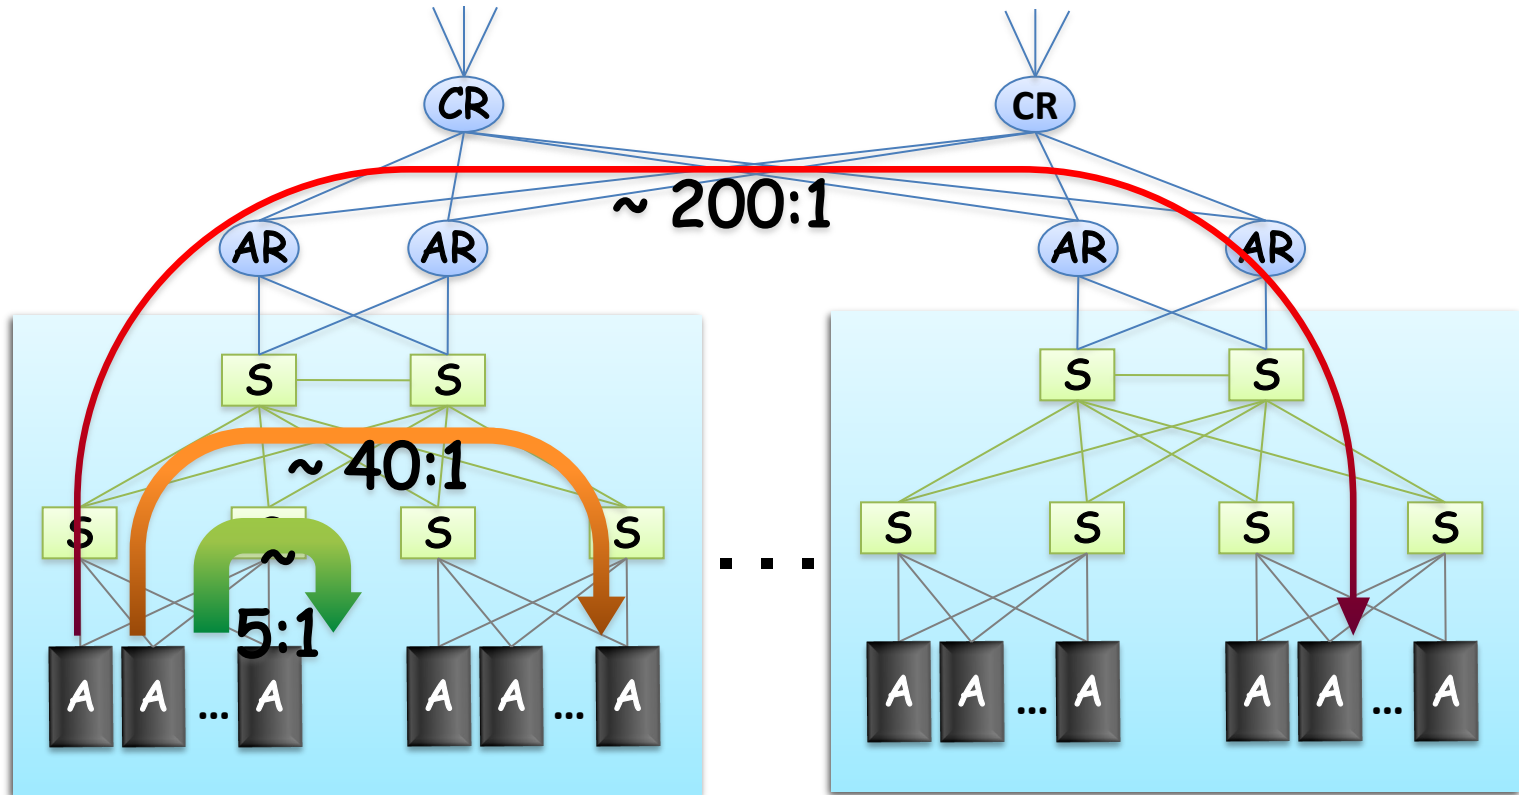 CR CR
~ 200:1
AR AR AR AR
S S S S
~ 40:1
S S S S S S S
~
5:1
A A ... A A A ... A A A ... A A A ... A
. . .